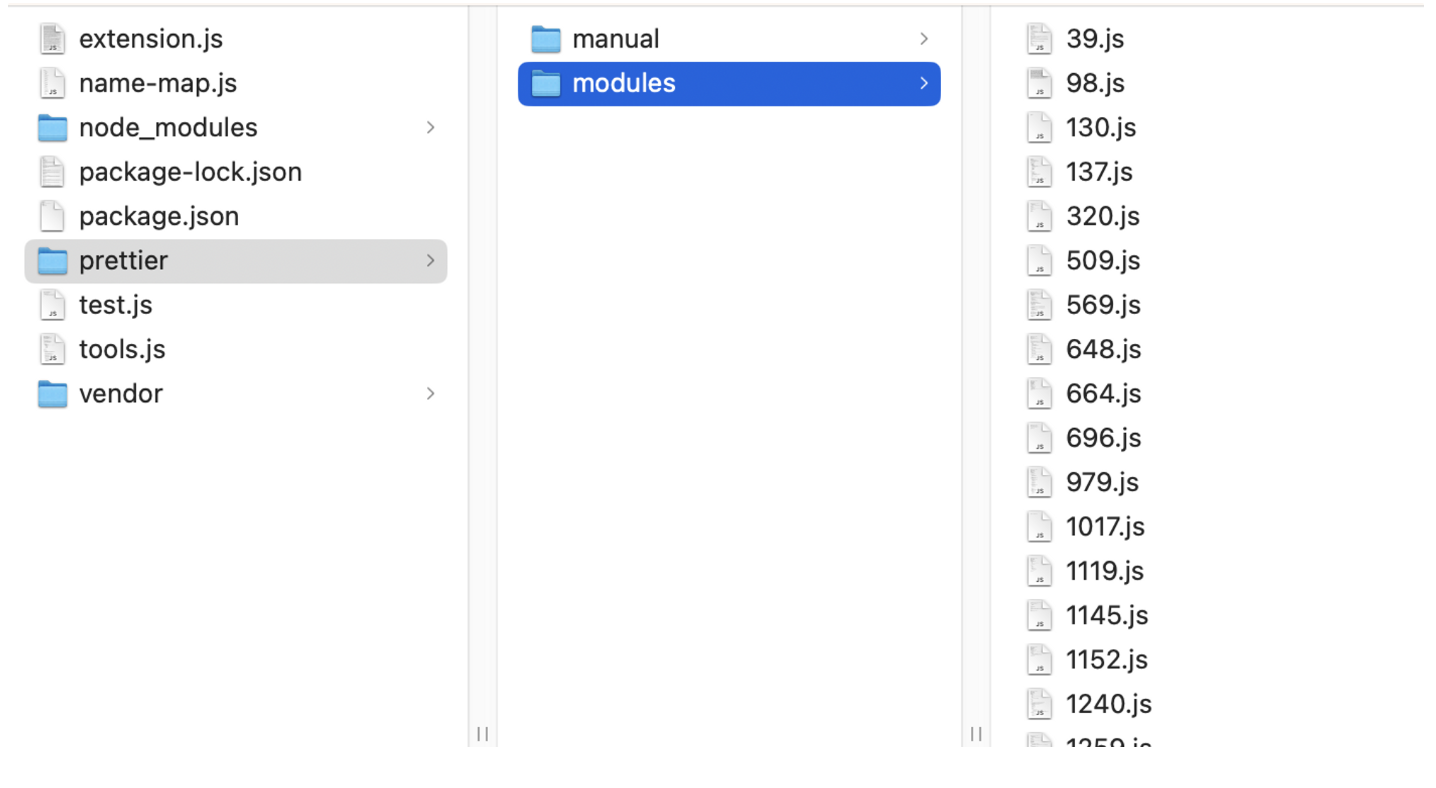 extension.js
name-map.js
node_modules
package-lock.json
package.json
prettier
test.js
tools.js
vendor
manual
modules
39.js
98.js
130.js
137.js
320.js
509.js
569.js
648.js
664.js
696.js
979.js
1017.js
1119.js
1145.js
1152.js
1240.js
1259.js